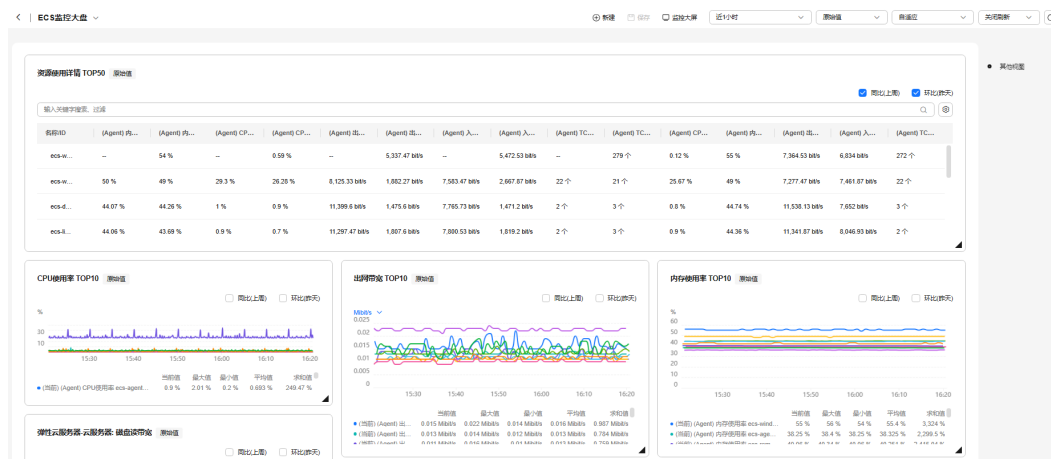 ECS监控大盘
新建 保存 监控大屏 近1小时 原始值 自适应 关闭刷新
其他视图
资源使用详情 TOP50 原始值
同比(上周) 环比(昨天)
输入关键字搜索、过滤
名称/ID (Agent) 内... (Agent) 内... (Agent) CP... (Agent) CP... (Agent) 出... (Agent) 出... (Agent) 入... (Agent) 入... (Agent) TC... (Agent) TC... (Agent) CP... (Agent) 内... (Agent) 出... (Agent) 入... (Agent) TC...
ecs-w... -- 54 % -- 0.59 % -- 5,337.47 bit/s -- 5,472.53 bit/s -- 279 个 0.12 % 55 % 7,364.53 bit/s 6,834 bit/s 272 个
ecs-w... 50 % 49 % 29.3 % 26.28 % 8,125.33 bit/s 1,882.27 bit/s 7,583.47 bit/s 2,667.87 bit/s 22 个 21 个 25.67 % 49 % 7,277.47 bit/s 7,461.87 bit/s 22 个
ecs-d... 44.07 % 44.26 % 1 % 0.9 % 11,399.6 bit/s 1,475.6 bit/s 7,765.73 bit/s 1,471.2 bit/s 2 个 3 个 0.8 % 44.74 % 11,538.13 bit/s 7,652 bit/s 3 个
ecs-li... 44.06 % 43.69 % 0.9 % 0.7 % 11,297.47 bit/s 1,807.6 bit/s 7,800.53 bit/s 1,819.2 bit/s 2 个 3 个 0.9 % 44.36 % 11,341.87 bit/s 8,046.93 bit/s 2 个
CPU使用率 TOP10 原始值
同比(上周) 环比(昨天)
%
30
10
15:30 15:40 15:50 16:00 16:10 16:20
当前值 最大值 最小值 平均值 求和值
(当前) (Agent) CPU使用率 ecs-agent... 0.9 % 2.01 % 0.2 % 0.693 % 249.47 %
出网带宽 TOP10 原始值
同比(上周) 环比(昨天)
Mibit/s
0.025
0.02
0.015
0.01
0.005
0
15:30 15:40 15:50 16:00 16:10 16:20
当前值 最大值 最小值 平均值 求和值
(当前) (Agent) 出... 0.015 Mibit/s 0.022 Mibit/s 0.014 Mibit/s 0.016 Mibit/s 0.987 Mibit/s
(当前) (Agent) 出... 0.013 Mibit/s 0.014 Mibit/s 0.012 Mibit/s 0.013 Mibit/s 0.784 Mibit/s
内存使用率 TOP10 原始值
同比(上周) 环比(昨天)
%
60
50
40
30
20
10
0
15:30 15:40 15:50 16:00 16:10 16:20
当前值 最大值 最小值 平均值 求和值
(当前) (Agent) 内存使用率 ecs-wind... 55 % 56 % 54 % 55.4 % 3,324 %
(当前) (Agent) 内存使用率 ecs-age... 38.25 % 38.4 % 38.25 % 38.325 % 2,299.5 %
弹性云服务器-云服务器: 磁盘读带宽 原始值
同比(上周) 环比(昨天)